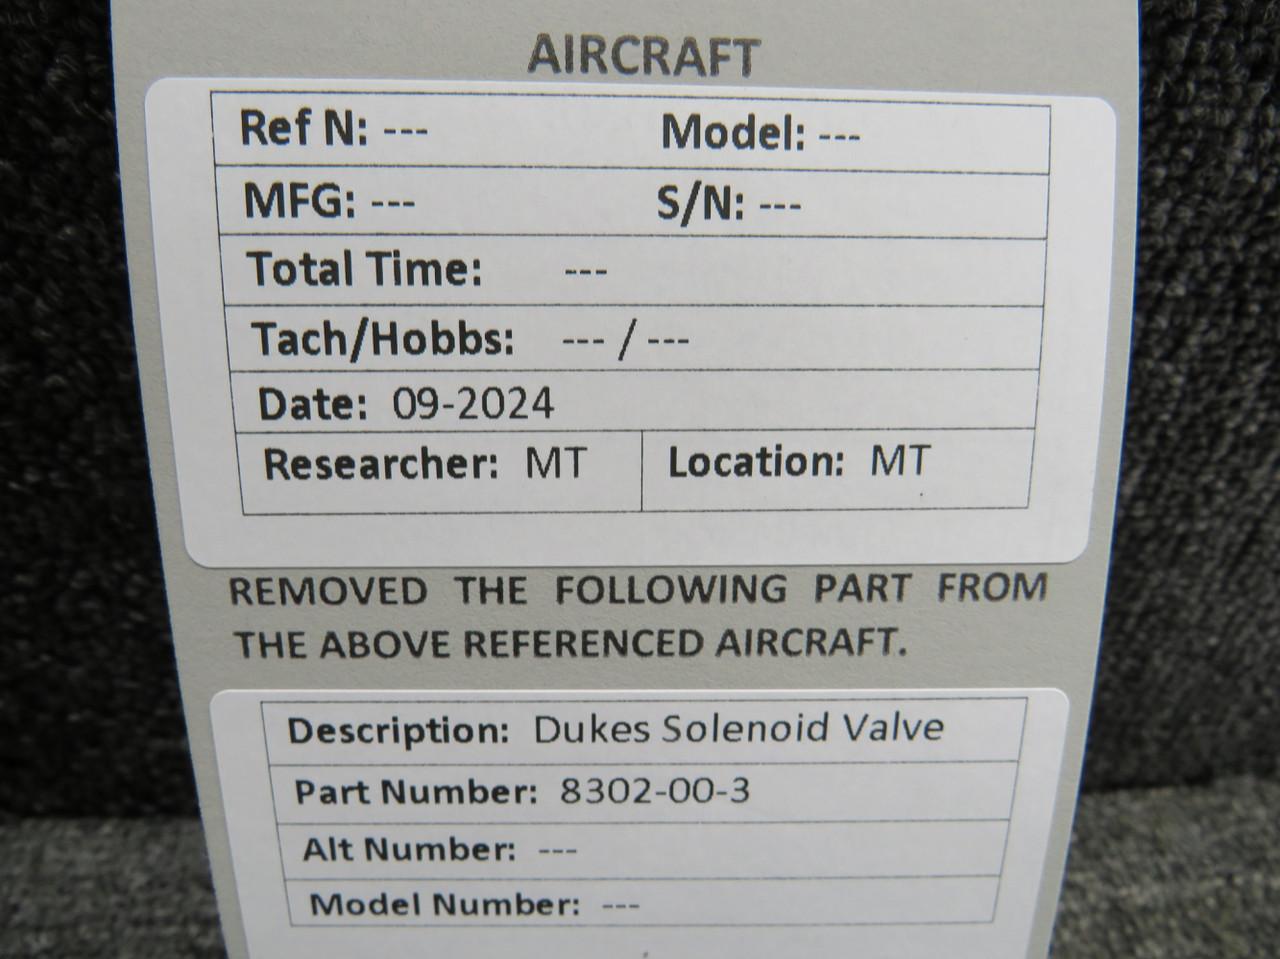 AIRCRAFT
Ref N: --- Model: ---
MFG: --- S/N: ---
Total Time: ---
Tach/Hobbs: --- / ---
Date: 09-2024
Researcher: MT Location: MT
REMOVED THE FOLLOWING PART FROM
THE ABOVE REFERENCED AIRCRAFT.
Description: Dukes Solenoid Valve
Part Number: 8302-00-3
Alt Number: ---
Model Number: ---